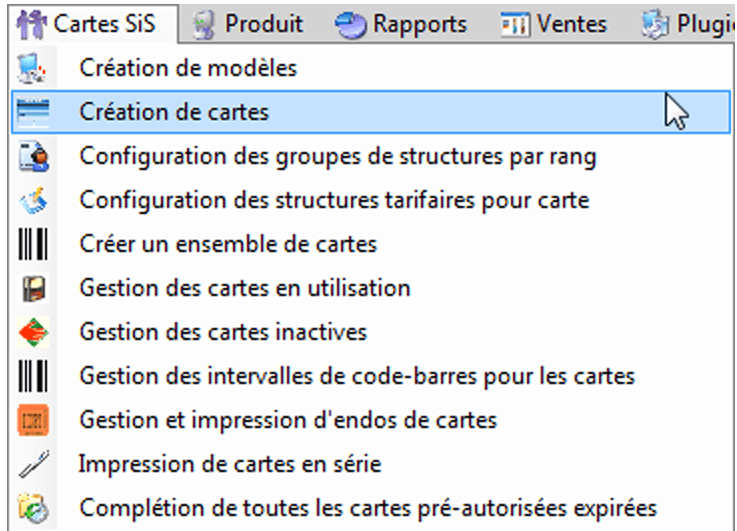 Cartes SiS Produit Rapports Ventes Plugi
Création de modèles
Création de cartes
Configuration des groupes de structures par rang
Configuration des structures tarifaires pour carte
Créer un ensemble de cartes
Gestion des cartes en utilisation
Gestion des cartes inactives
Gestion des intervalles de code-barres pour les cartes
Gestion et impression d'endos de cartes
Impression de cartes en série
Complétion de toutes les cartes pré-autorisées expirées